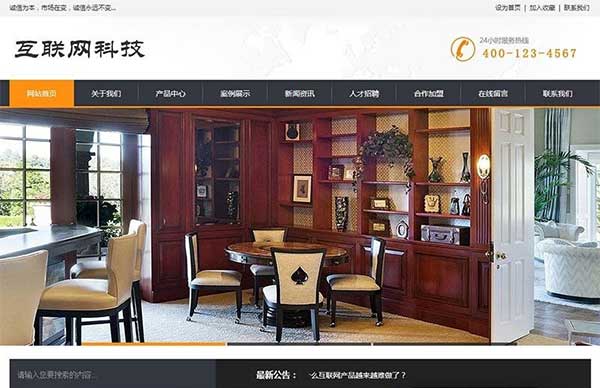 诚信为本，市场在变，诚信永远不变...
设为首页 | 加入收藏 | 联系我们
互联网科技
24小时服务热线
400-123-4567
网站首页 关于我们 产品中心 案例展示 新闻资讯 人才招聘 合作加盟 在线留言 联系我们
请输入您要搜索的内容...
最新公告： 么互联网产品越来越难做了？